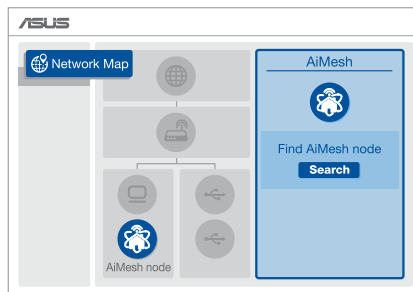 ASUS
Network Map
AiMesh
Find AiMesh node
Search
AiMesh node